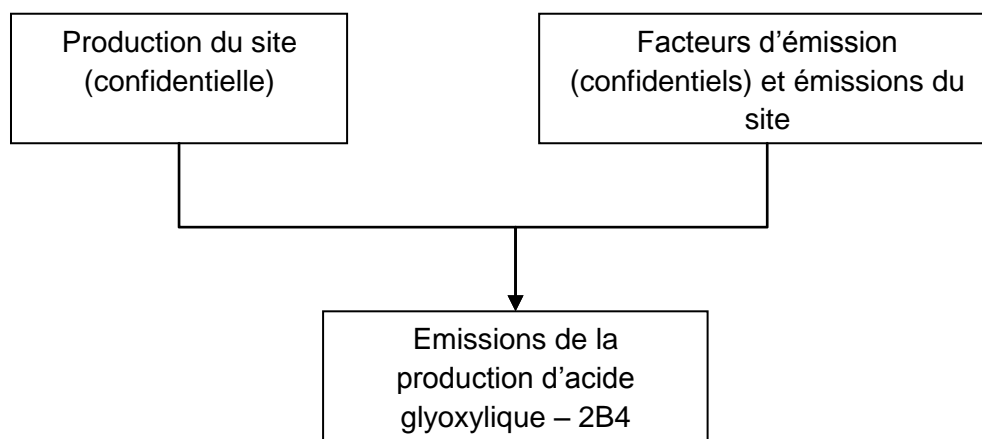 Production du site
(confidentielle)
Facteurs d’émission
(confidentiels) et émissions du
site
Emissions de la
production d’acide
glyoxylique – 2B4